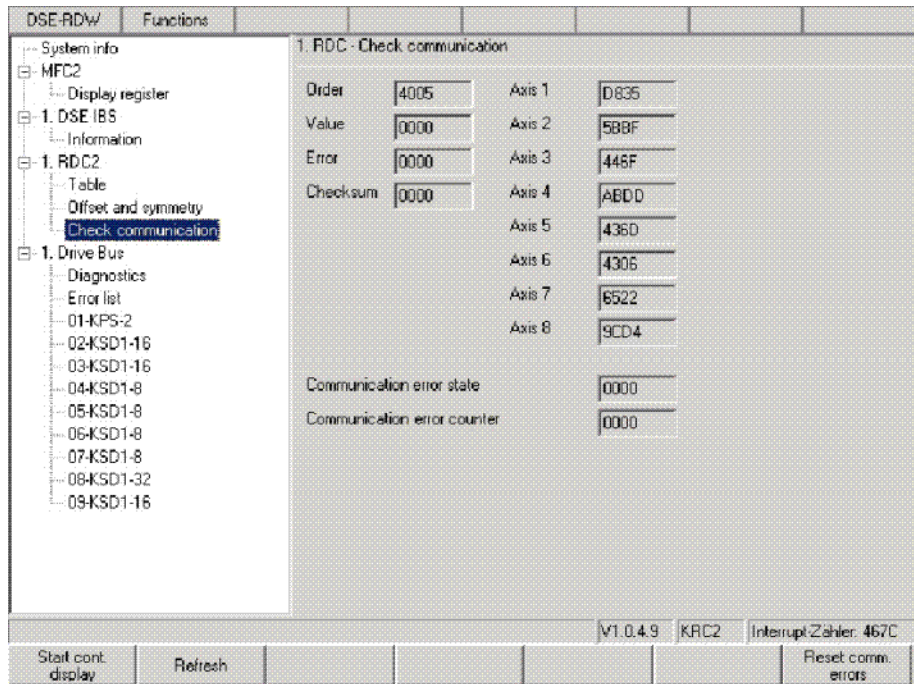 DSE-RDW Functions
System info
MFC2
Display register
1. DSE IBS
Information
1. RDC2
Table
Offset and symmetry
Check communication
1. Drive Bus
Diagnostics
Error list
01-KPS-2
02-KSD1-16
03-KSD1-16
04-KSD1-8
05-KSD1-8
06-KSD1-8
07-KSD1-8
08-KSD1-32
09-KSD1-16
1. RDC - Check communication
Order 4005 Axis 1 D835
Value 0000 Axis 2 5BBF
Error 0000 Axis 3 446F
Checksum 0000 Axis 4 ABDD
Axis 5 436D
Axis 6 4306
Axis 7 6522
Axis 8 9CD4
Communication error state 0000
Communication error counter 0000
V1.0.4.9 KRC2 Interrupt-Zähler: 467C
Start cont. display
Refresh
Reset comm. errors